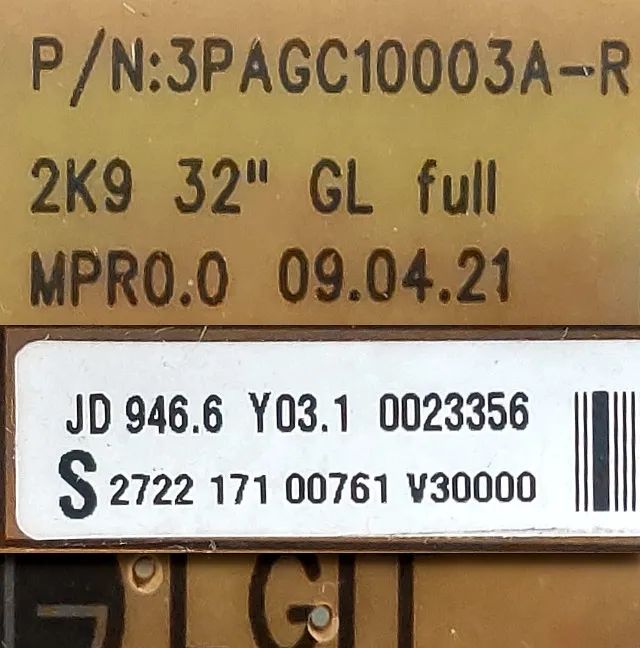 P/N:3PAGC10003A-R
2K9 32" GL full
MPR0.0 09.04.21
JD 946.6 Y03.1 0023356
S 2722 171 00761 V30000
LGI